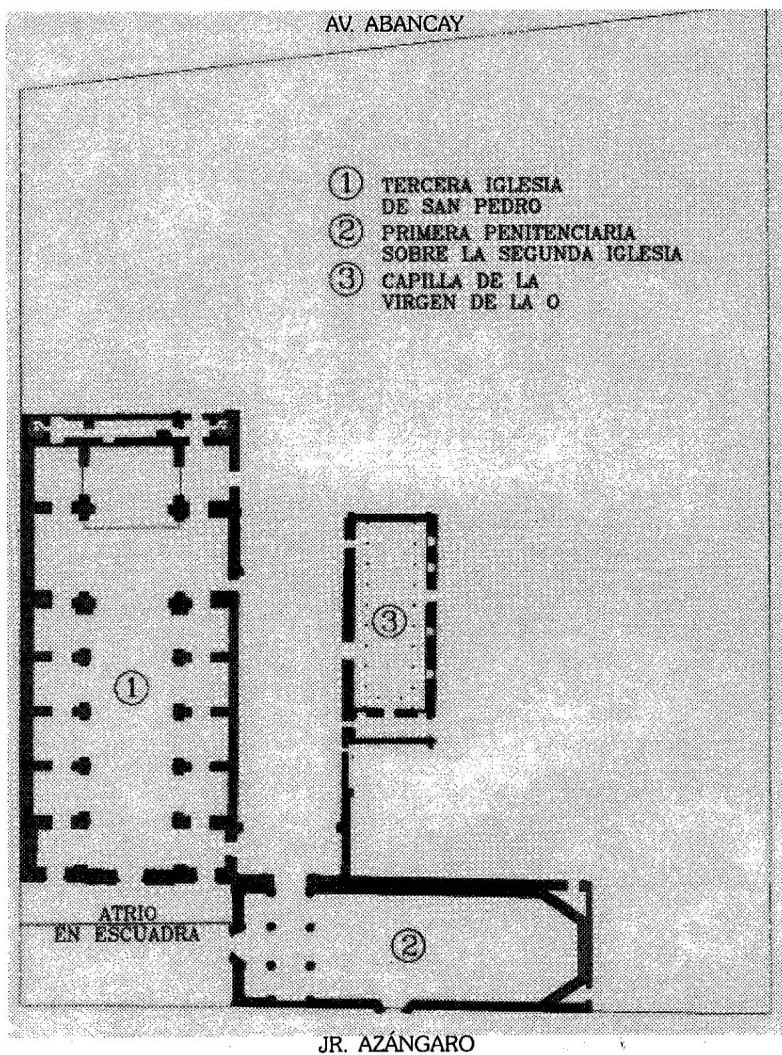 AV. ABANCAY
1 TERCERA IGLESIA
DE SAN PEDRO
2 PRIMERA PENITENCIARIA
SOBRE LA SEGUNDA IGLESIA
3 CAPILLA DE LA
VIRGEN DE LA O
3
1
ATRIO
EN ESCUADRA
2
JR. AZÁNGARO